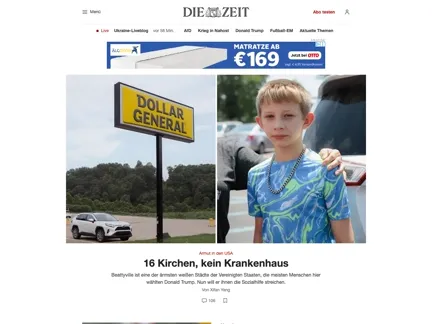 Menü
DIE ZEIT
Abo testen
Live Ukraine-Liveblog vor 58 Min. AfD Krieg in Nahost Donald Trump Fußball-EM Aktuelle Themen
MATRATZE AB
€169
Jetzt bei OTTO
DOLLAR
GENERAL
Armut in den USA
16 Kirchen, kein Krankenhaus
Beattyville ist eine der ärmsten weißen Städte der Vereinigten Staaten, die meisten Menschen hier
wählten Donald Trump. Nun will er ihnen die Sozialhilfe streichen.
Von Xifan Yang